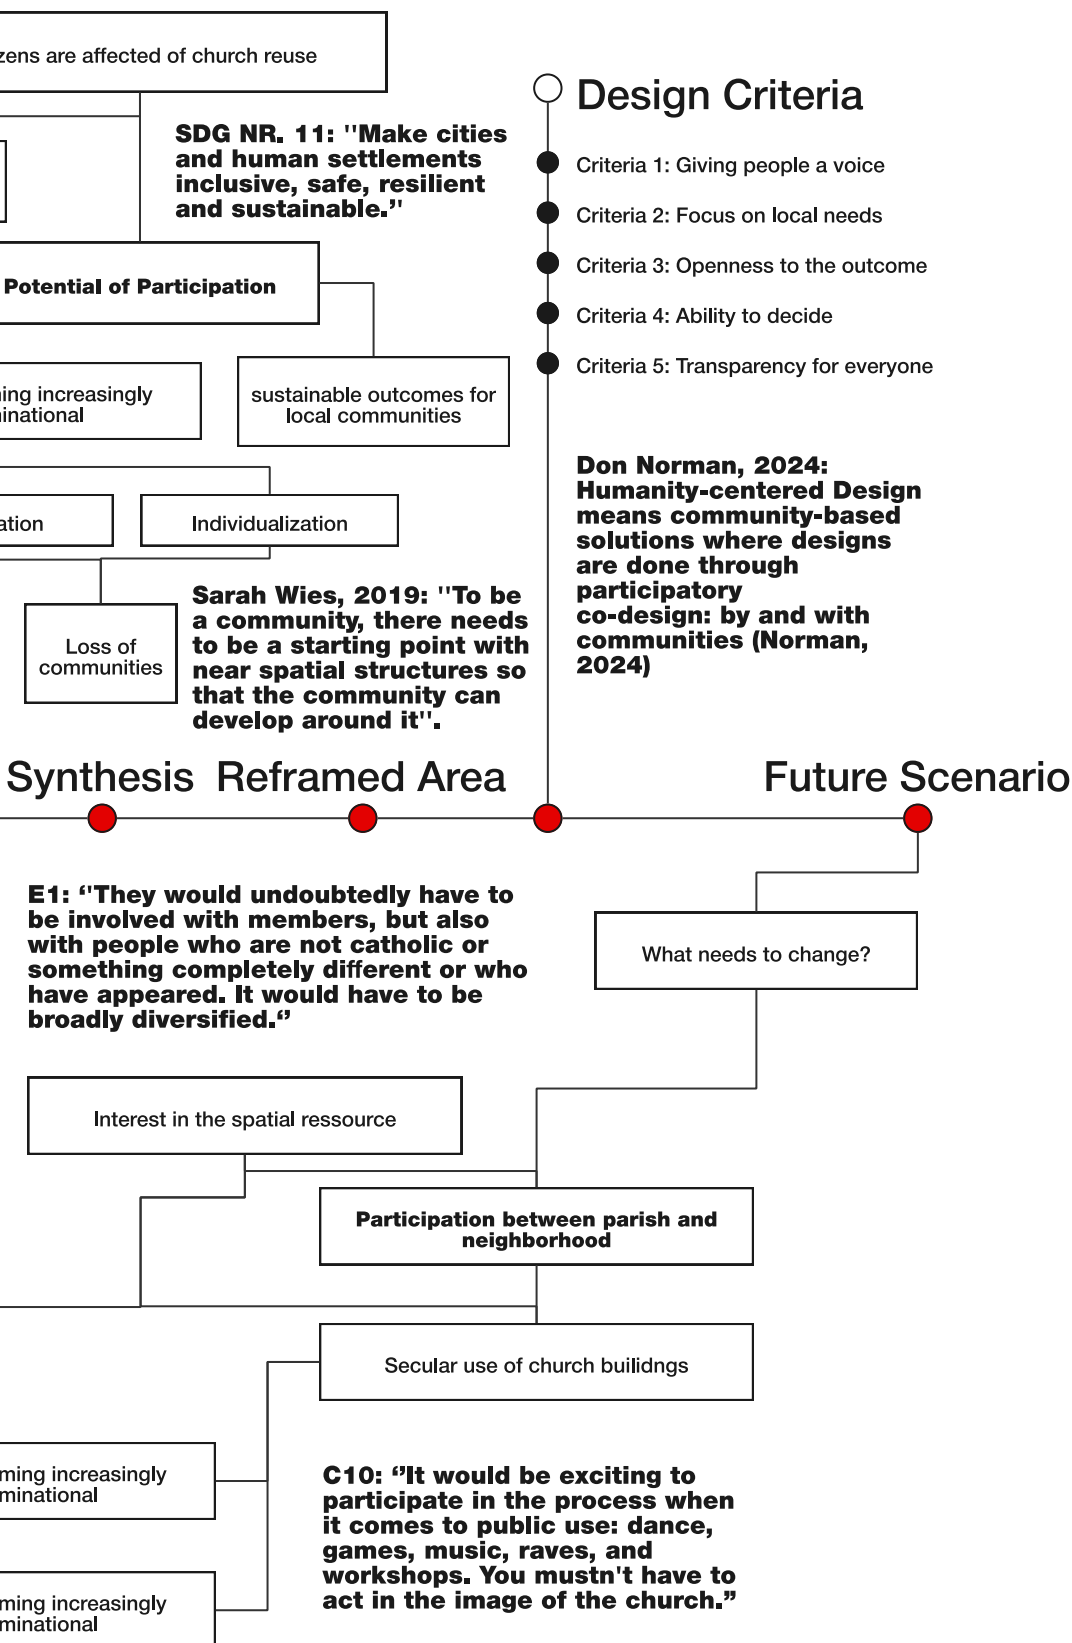 are affected of church reuse
Design Criteria
SDG NR. 11: ''Make cities
and human settlements
inclusive, safe, resilient
and sustainable.''
Criteria 1: Giving people a voice
Criteria 2: Focus on local needs
Criteria 3: Openness to the outcome
Criteria 4: Ability to decide
Criteria 5: Transparency for everyone
Potential of Participation
increasingly
sustainable outcomes for
local communities
Individualization
Don Norman, 2024:
Humanity-centered Design
means community-based
solutions where designs
are done through
participatory
co-design: by and with
communities (Norman,
2024)
Loss of
communities
Sarah Wies, 2019: ''To be
a community, there needs
to be a starting point with
near spatial structures so
that the community can
develop around it''.
Synthesis
Reframed Area
Future Scenario
E1: “They would undoubtedly have to
be involved with members, but also
with people who are not catholic or
something completely different or who
have appeared. It would have to be
broadly diversified.“
What needs to change?
Interest in the spatial ressource
Participation between parish and
neighborhood
Secular use of church builidngs
increasingly
C10: “It would be exciting to
participate in the process when
it comes to public use: dance,
games, music, raves, and
workshops. You mustn't have to
act in the image of the church.”
increasingly